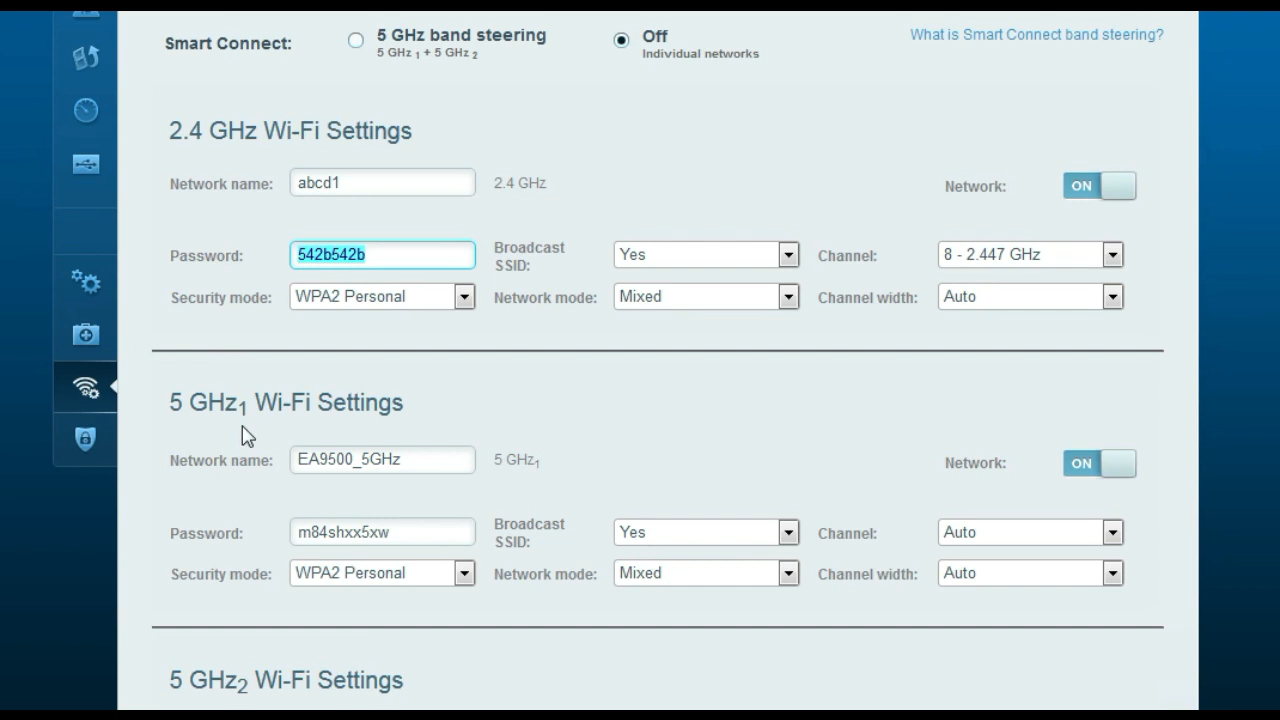 Smart Connect: 5 GHz band steering Off What is Smart Connect band steering?
5 GHz 1 + 5 GHz 2 Individual networks
2.4 GHz Wi-Fi Settings
Network name: abcd1 2.4 GHz Network: ON
Password: 542b542b Broadcast SSID: Yes Channel: 8 - 2.447 GHz
Security mode: WPA2 Personal Network mode: Mixed Channel width: Auto
5 GHz1 Wi-Fi Settings
Network name: EA9500_5GHz 5 GHz1 Network: ON
Password: m84shxx5xw Broadcast SSID: Yes Channel: Auto
Security mode: WPA2 Personal Network mode: Mixed Channel width: Auto
5 GHz2 Wi-Fi Settings